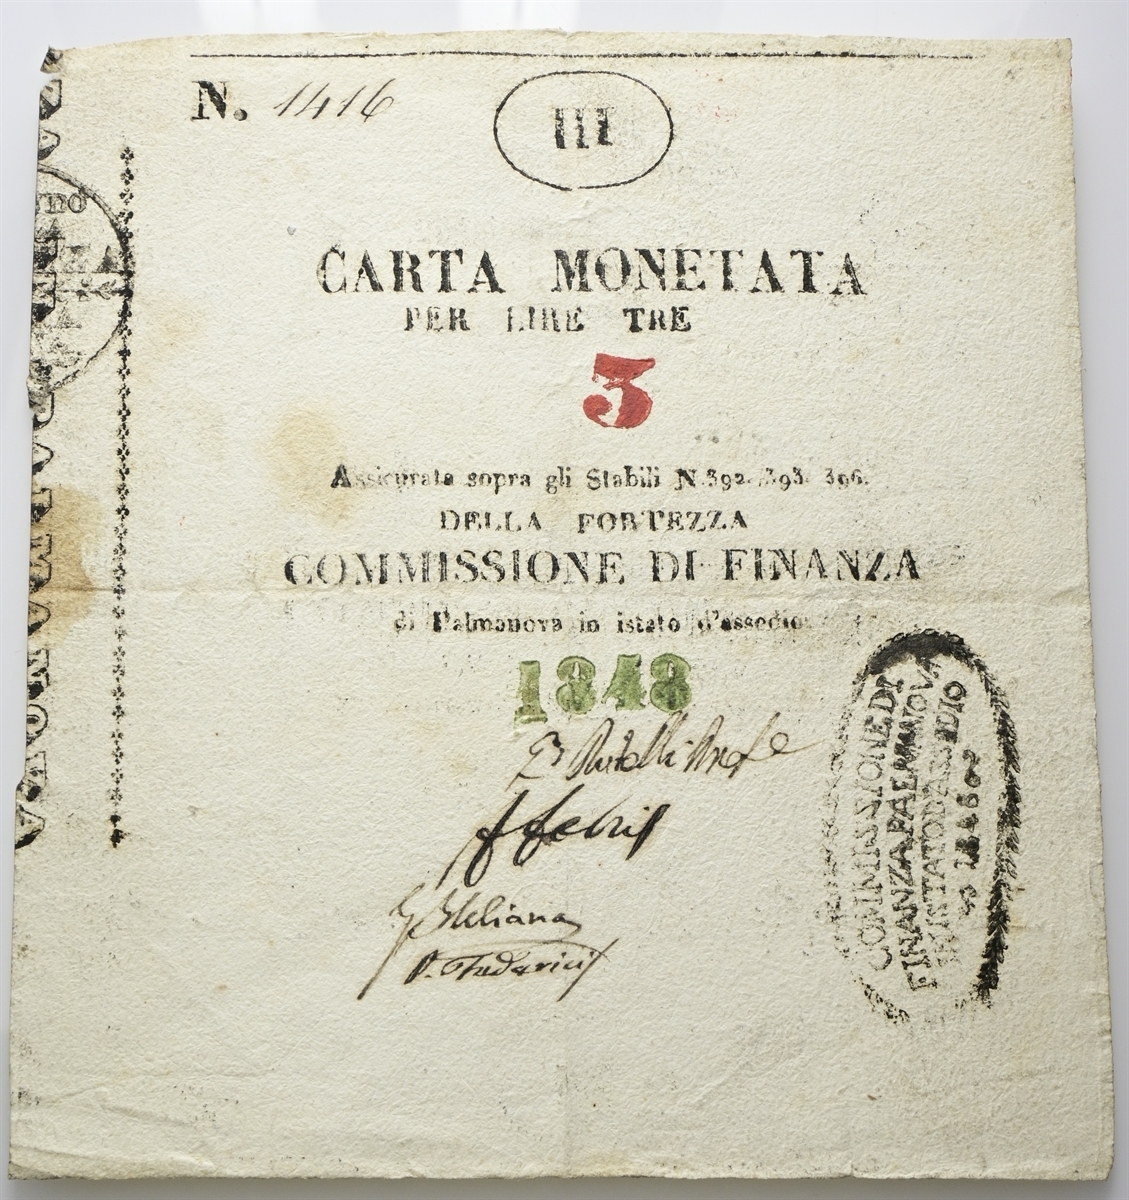 N. 1416
III
CARTA MONETATA
PER LIRE TRE
3
Assicurata sopra gli Stabili N. 392. 393. 396.
DELLA FORTEZZA
COMMISSIONE DI FINANZA
di Palmanova in istato d'assedio
1848
COMMISSIONE DI
FINANZA PALMANOVA
IN ISTATO D'ASSEDIO
1848